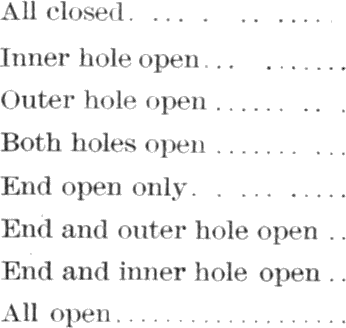 All closed. ... . .. .....
Inner hole open... .......
Outer hole open ...... .. .
Both holes open ....... ...
End open only. . ... .....
End and outer hole open ..
End and inner hole open ..
All open..................